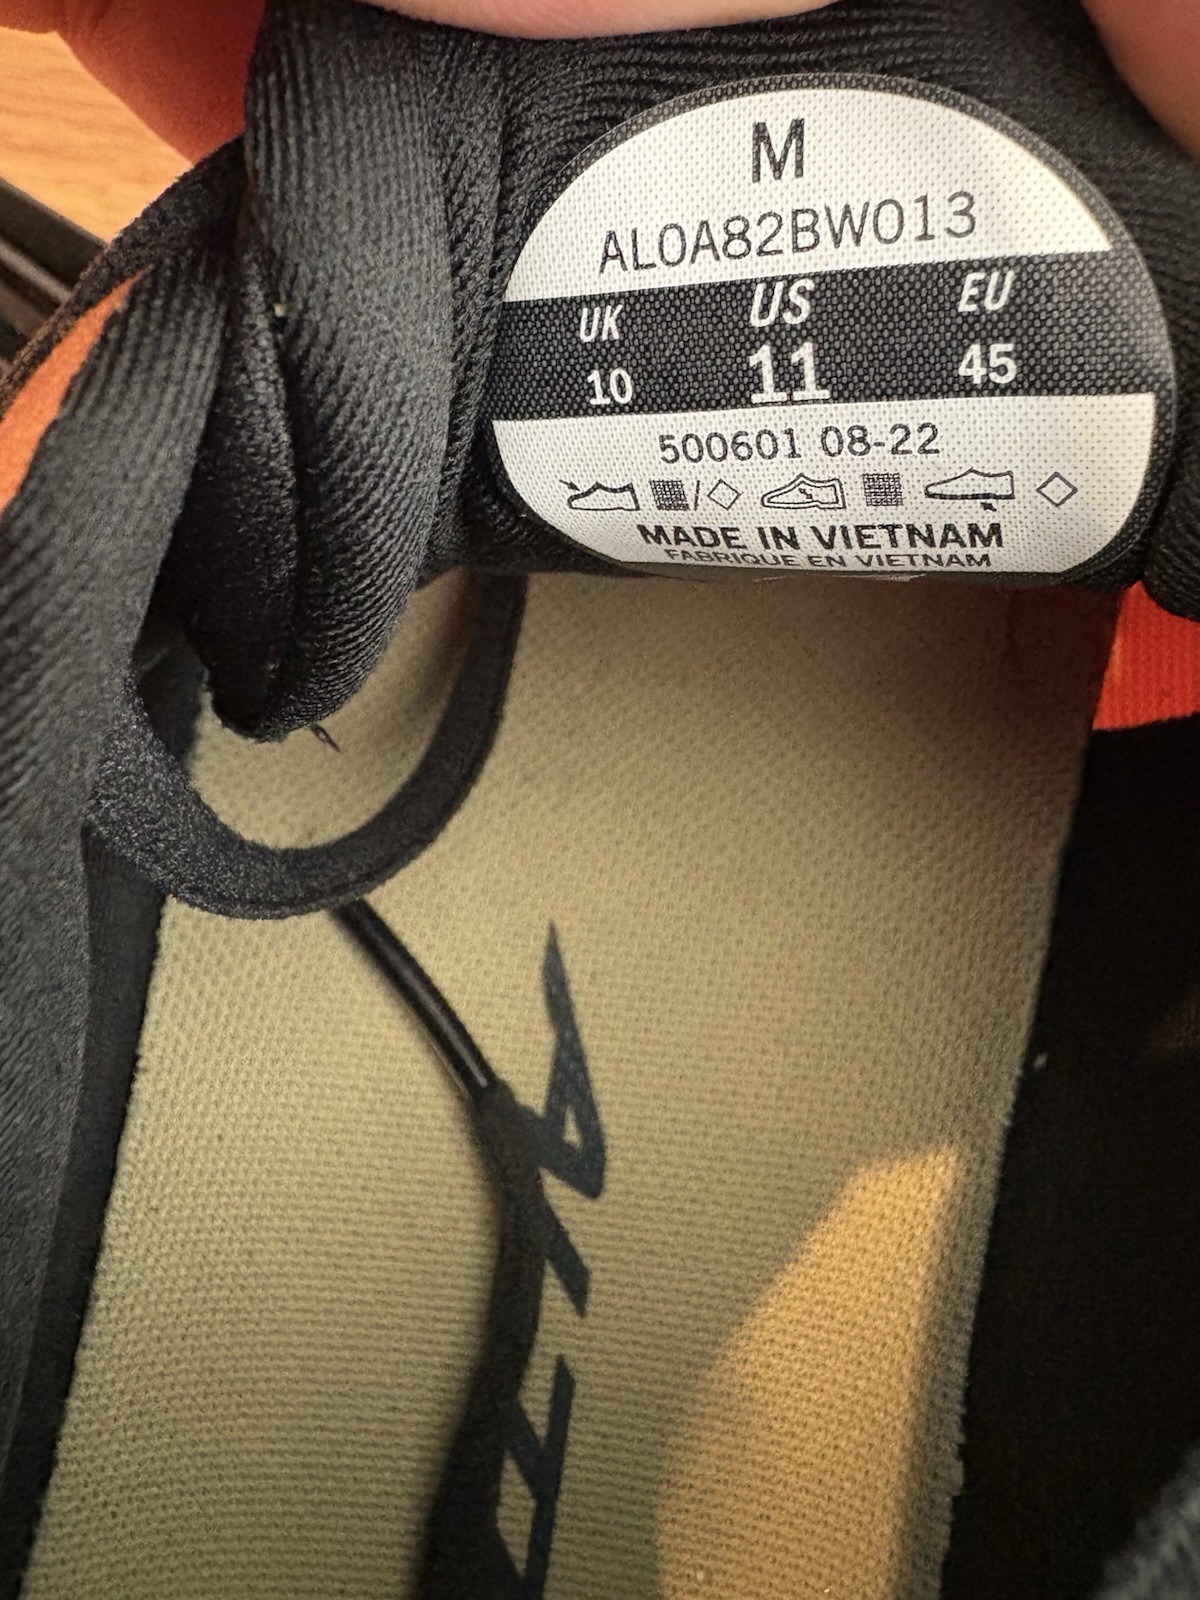 M
AL0A82BW013
UK US EU
10 11 45
500601 08-22
MADE IN VIETNAM
FABRIQUE EN VIETNAM